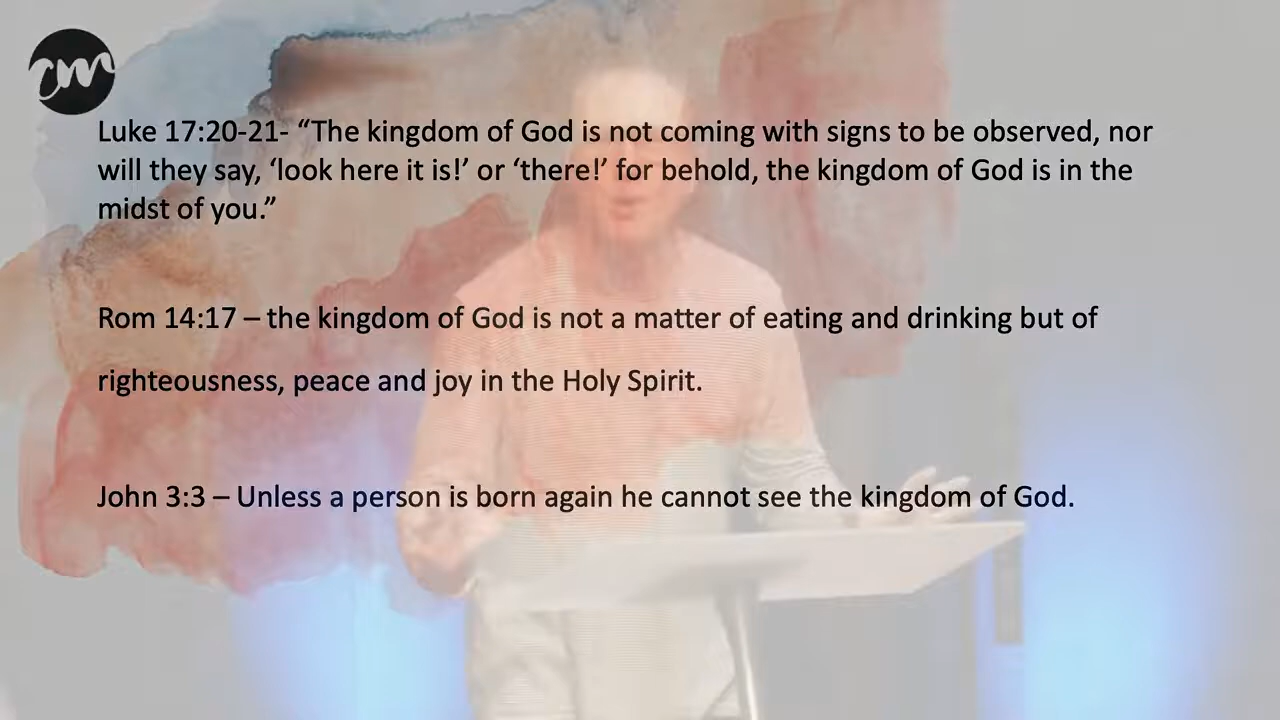 cm
Luke 17:20-21- “The kingdom of God is not coming with signs to be observed, nor
will they say, ‘look here it is!’ or ‘there!’ for behold, the kingdom of God is in the
midst of you.”
Rom 14:17 – the kingdom of God is not a matter of eating and drinking but of
righteousness, peace and joy in the Holy Spirit.
John 3:3 – Unless a person is born again he cannot see the kingdom of God.